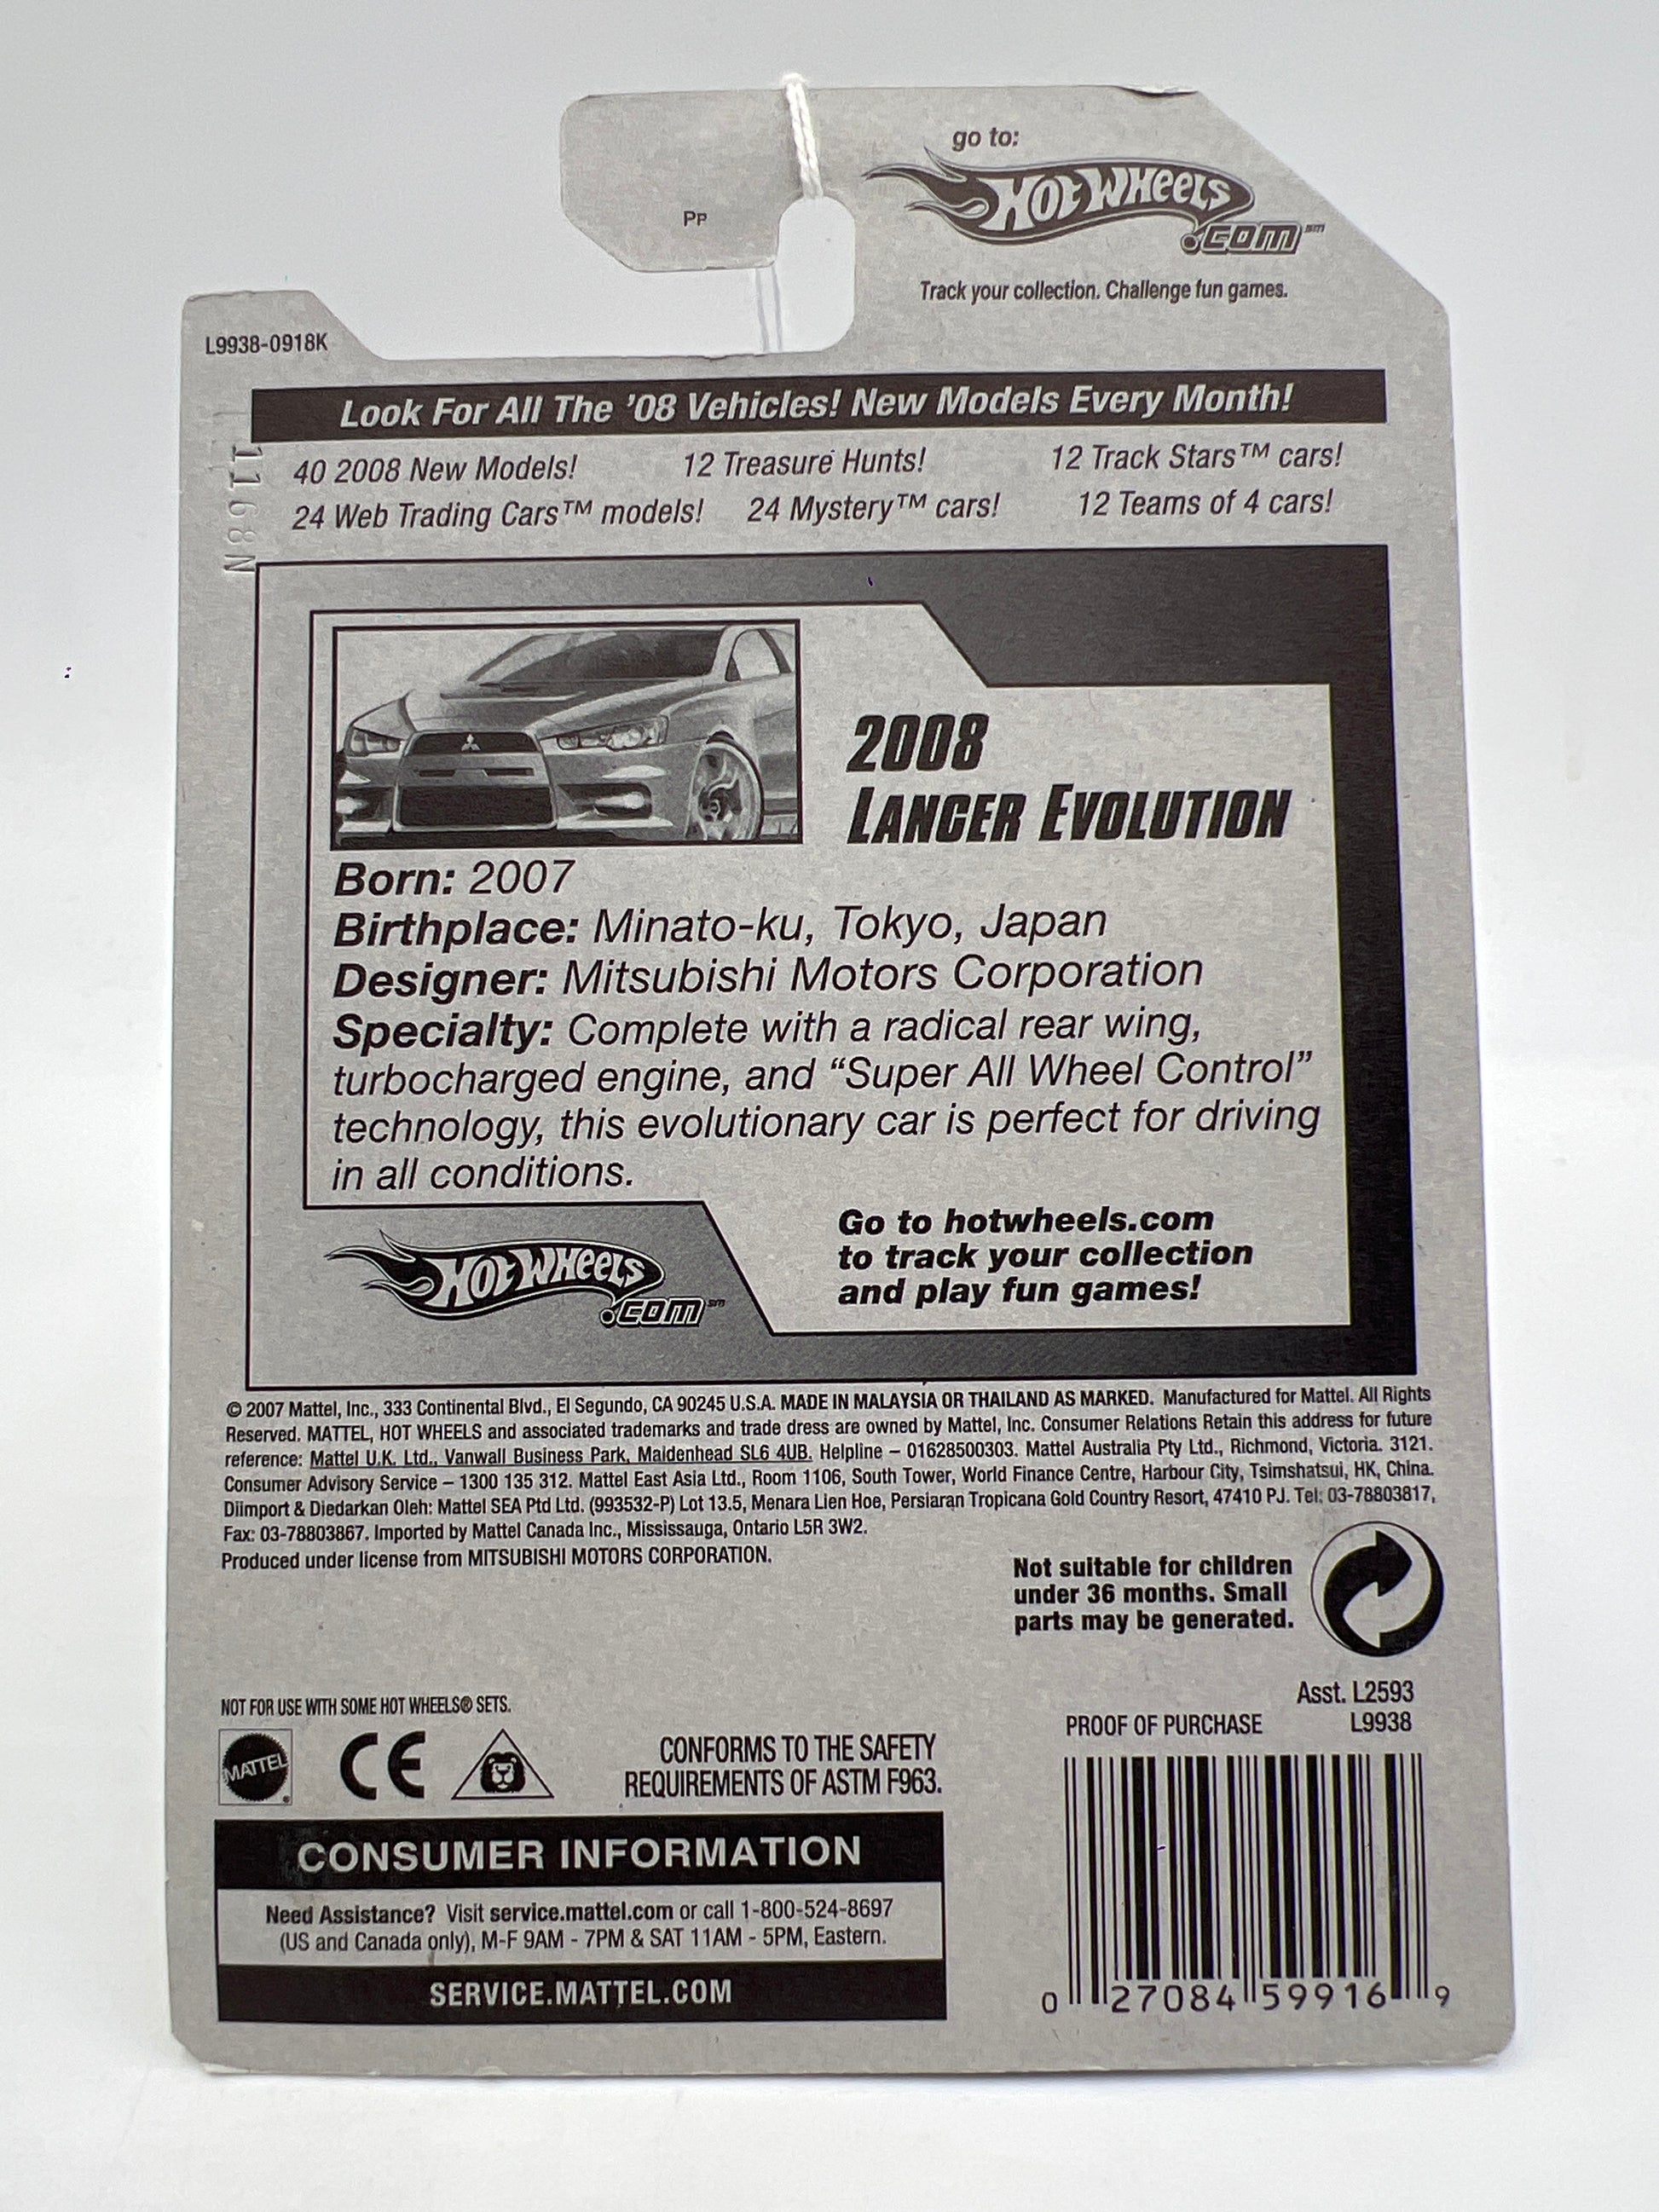 go to:
HOT WHEELS
.COM℠
PP
Track your collection. Challenge fun games.
L9938-0918K
Look For All The '08 Vehicles! New Models Every Month!
40 2008 New Models! 12 Treasure Hunts! 12 Track Stars™ cars!
24 Web Trading Cars™ models! 24 Mystery™ cars! 12 Teams of 4 cars!
1168N
2008
LANCER EVOLUTION
Born: 2007
Birthplace: Minato-ku, Tokyo, Japan
Designer: Mitsubishi Motors Corporation
Specialty: Complete with a radical rear wing,
turbocharged engine, and “Super All Wheel Control”
technology, this evolutionary car is perfect for driving
in all conditions.
HOT WHEELS
.COM℠
Go to hotwheels.com
to track your collection
and play fun games!
© 2007 Mattel, Inc., 333 Continental Blvd., El Segundo, CA 90245 U.S.A. MADE IN MALAYSIA OR THAILAND AS MARKED. Manufactured for Mattel. All Rights
Reserved. MATTEL, HOT WHEELS and associated trademarks and trade dress are owned by Mattel, Inc. Consumer Relations Retain this address for future
reference: Mattel U.K. Ltd., Vanwall Business Park, Maidenhead SL6 4UB. Helpline – 01628500303. Mattel Australia Pty Ltd., Richmond, Victoria. 3121.
Consumer Advisory Service – 1300 135 312. Mattel East Asia Ltd., Room 1106, South Tower, World Finance Centre, Harbour City, Tsimshatsui, HK, China.
Diimport & Diedarkan Oleh: Mattel SEA Ptd Ltd. (993532-P) Lot 13.5, Menara Lien Hoe, Persiaran Tropicana Gold Country Resort, 47410 PJ. Tel: 03-78803817,
Fax: 03-78803867. Imported by Mattel Canada Inc., Mississauga, Ontario L5R 3W2.
Produced under license from MITSUBISHI MOTORS CORPORATION.
Not suitable for children
under 36 months. Small
parts may be generated.
NOT FOR USE WITH SOME HOT WHEELS® SETS.
MATTEL®
CE
CONFORMS TO THE SAFETY
REQUIREMENTS OF ASTM F963.
Asst. L2593
PROOF OF PURCHASE L9938
CONSUMER INFORMATION
Need Assistance? Visit service.mattel.com or call 1-800-524-8697
(US and Canada only), M-F 9AM - 7PM & SAT 11AM - 5PM, Eastern.
SERVICE.MATTEL.COM
0 27084 59916 9